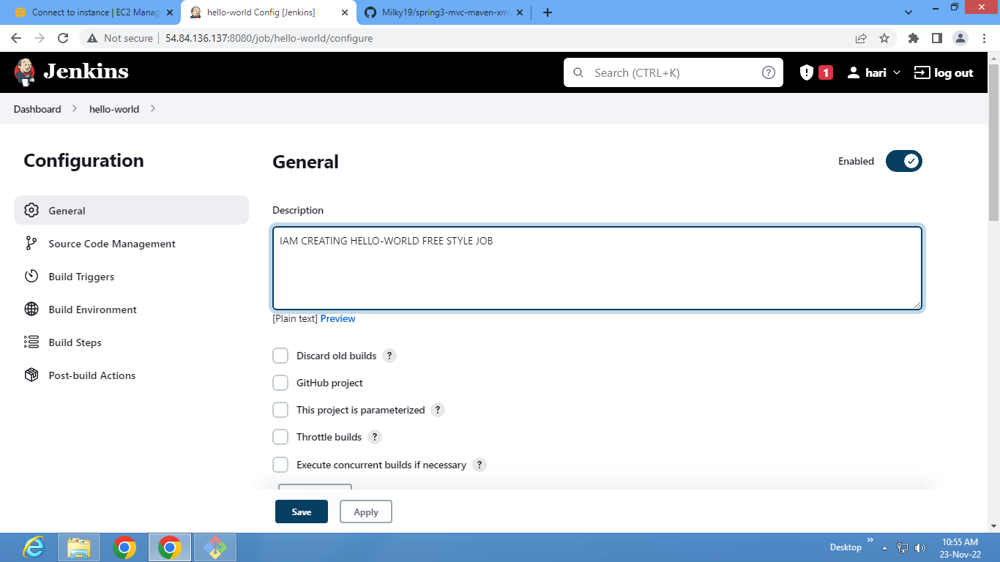 Connect to instance | EC2 Manag
hello-world Config [Jenkins]
Milky19/spring3-mvc-maven-xm
Not secure
54.84.136.137:8080/job/hello-world/configure
Jenkins
Search (CTRL+K)
?
1
hari
log out
Dashboard
hello-world
Configuration
General
Source Code Management
Build Triggers
Build Environment
Build Steps
Post-build Actions
General
Enabled
Description
IAM CREATING HELLO-WORLD FREE STYLE JOB
[Plain text] Preview
Discard old builds ?
GitHub project
This project is parameterized ?
Throttle builds ?
Execute concurrent builds if necessary ?
Save
Apply
Desktop
10:55 AM
23-Nov-22